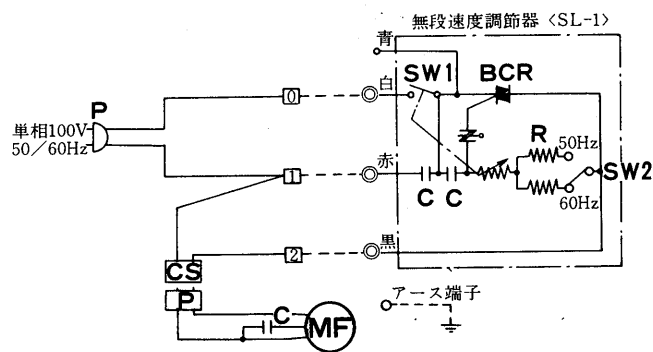 無段速度調節器〈SL-1〉
青
白
SW1
BCR
P
0
単相100V
50/60Hz
R
50Hz
赤
1
SW2
C
C
60Hz
黒
2
CS
P
アース端子
C
MF